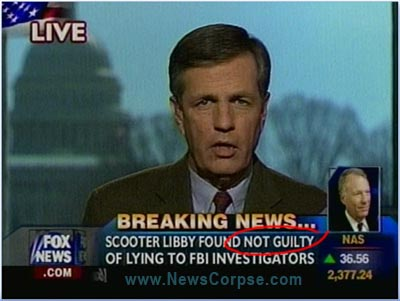 LIVE
BREAKING NEWS...
SCOOTER LIBBY FOUND NOT GUILTY
OF LYING TO FBI INVESTIGATORS
FOX
NEWS
.COM
NAS
36.56
2,377.24
www.NewsCorpse.com